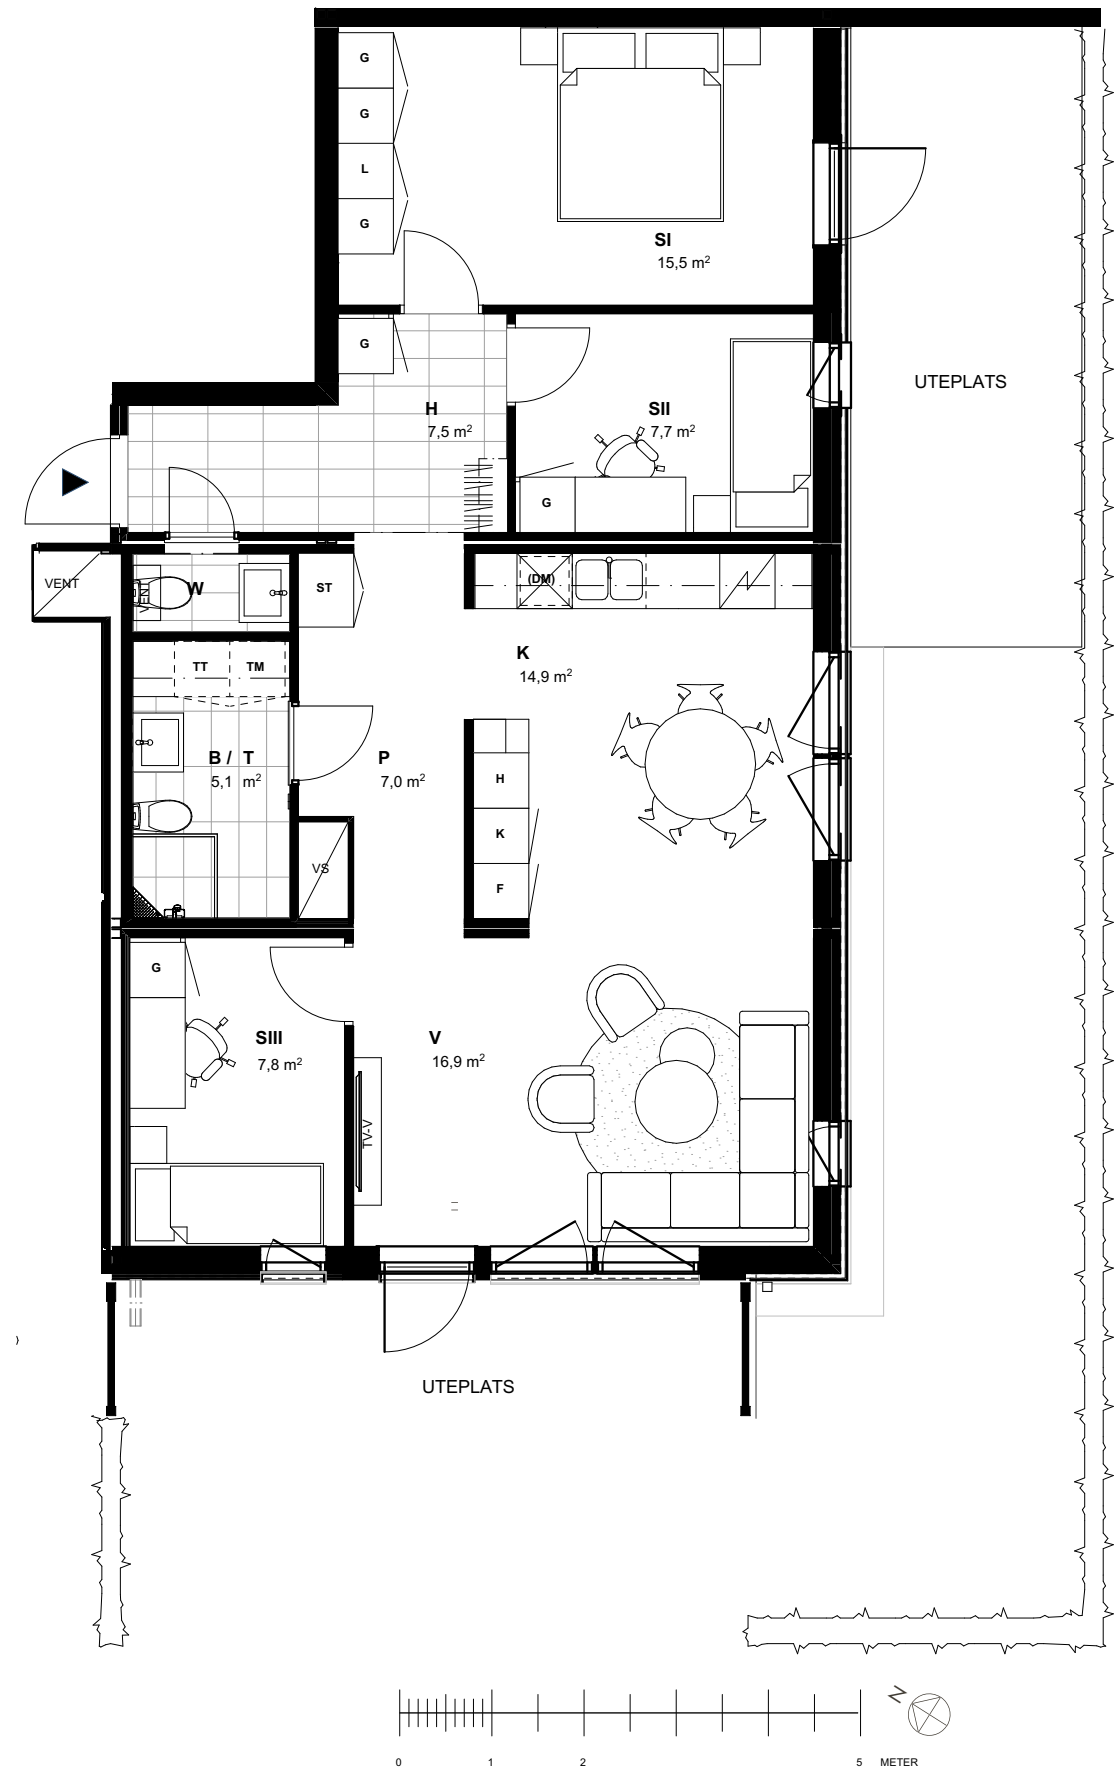 G
G
L
G
SI
15,5 m²
G
H
7,5 m²
SII
7,7 m²
G
UTEPLATS
VENT
VEN
W
ST
(DM)
K
14,9 m²
TT TM
B / T
5,1 m²
P
7,0 m²
H
K
F
VS
G
SIII
7,8 m²
V
16,9 m²
TV-V
)
UTEPLATS
N
0 1 2 5 METER